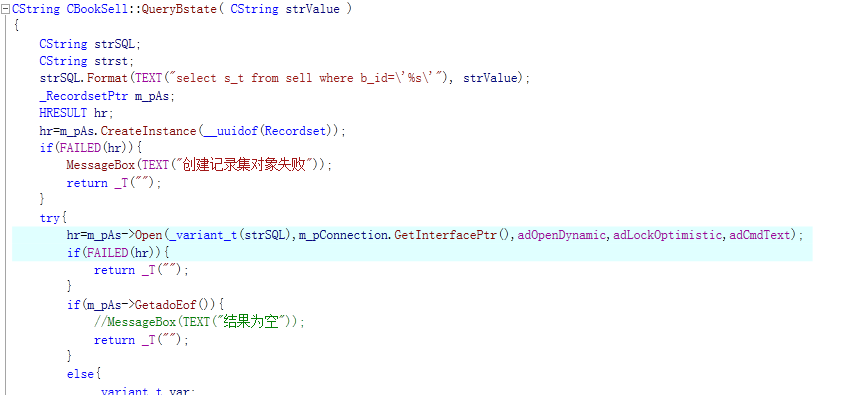 CString CBookSell::QueryBstate( CString strValue )
{
CString strSQL;
CString strst;
strSQL.Format(TEXT("select s_t from sell where b_id=\'%s\'"), strValue);
_RecordsetPtr m_pAs;
HRESULT hr;
hr=m_pAs.CreateInstance(__uuidof(Recordset));
if(FAILED(hr)){
MessageBox(TEXT("创建记录集对象失败"));
return _T("");
}
try{
hr=m_pAs->Open(_variant_t(strSQL),m_pConnection.GetInterfacePtr(),adOpenDynamic,adLockOptimistic,adCmdText);
if(FAILED(hr)){
return _T("");
}
if(m_pAs->GetadoEof()){
//MessageBox(TEXT("结果为空"));
return _T("");
}
else{
_variant_t var;